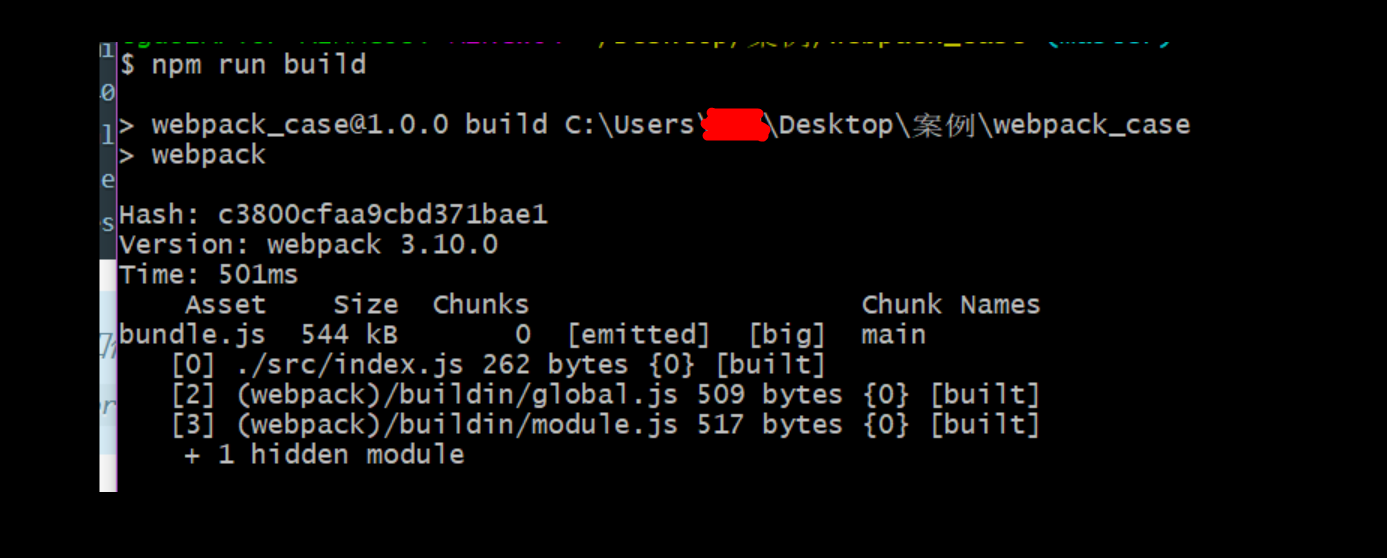 $ npm run build
> webpack_case@1.0.0 build C:\Users\ \Desktop\案例\webpack_case
> webpack
Hash: c3800cfaa9cbd371bae1
Version: webpack 3.10.0
Time: 501ms
Asset Size Chunks Chunk Names
bundle.js 544 kB 0 [emitted] [big] main
[0] ./src/index.js 262 bytes {0} [built]
[2] (webpack)/buildin/global.js 509 bytes {0} [built]
[3] (webpack)/buildin/module.js 517 bytes {0} [built]
+ 1 hidden module